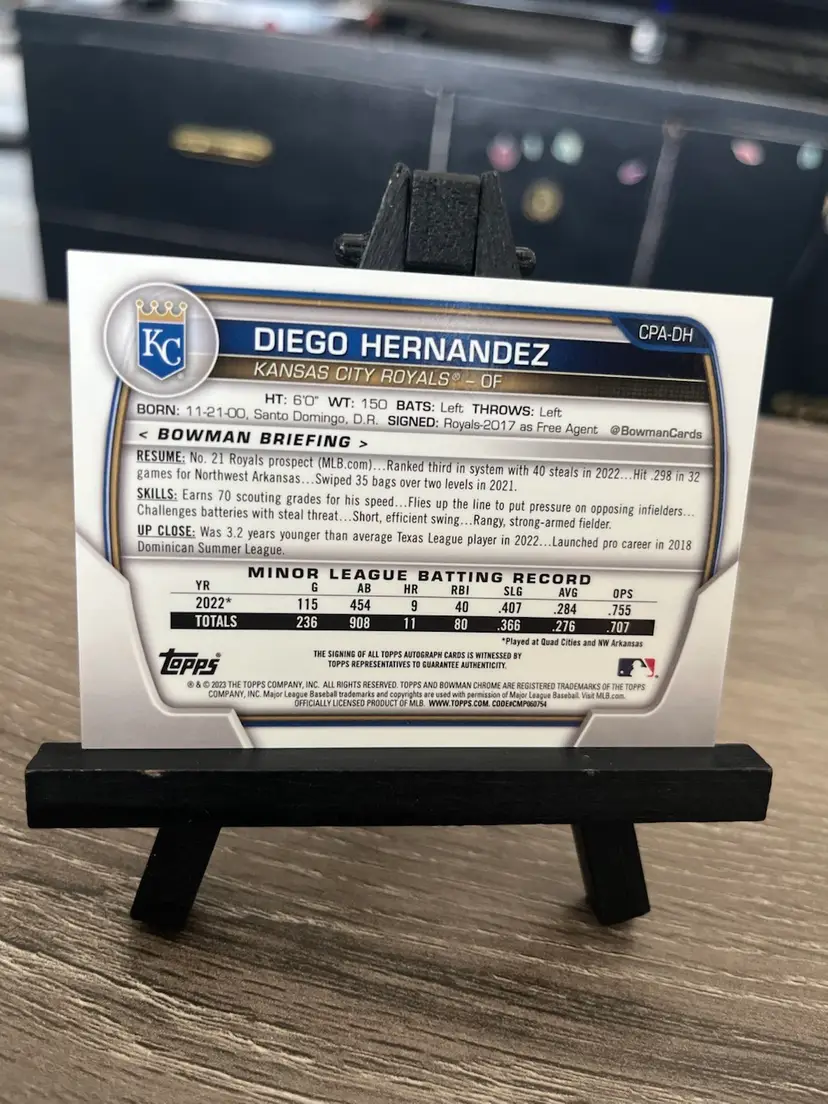 CPA-DH
KC
DIEGO HERNANDEZ
KANSAS CITY ROYALS® – OF
HT: 6'0" WT: 150 BATS: Left THROWS: Left
BORN: 11-21-00, Santo Domingo, D.R. SIGNED: Royals-2017 as Free Agent @BowmanCards
< BOWMAN BRIEFING >
RESUME: No. 21 Royals prospect (MLB.com)...Ranked third in system with 40 steals in 2022...Hit .298 in 32
games for Northwest Arkansas...Swiped 35 bags over two levels in 2021.
SKILLS: Earns 70 scouting grades for his speed...Flies up the line to put pressure on opposing infielders...
Challenges batteries with steal threat...Short, efficient swing...Rangy, strong-armed fielder.
UP CLOSE: Was 3.2 years younger than average Texas League player in 2022...Launched pro career in 2018
Dominican Summer League.
MINOR LEAGUE BATTING RECORD
YR G AB HR RBI SLG AVG OPS
2022* 115 454 9 40 .407 .284 .755
TOTALS 236 908 11 80 .366 .276 .707
*Played at Quad Cities and NW Arkansas
Topps®
THE SIGNING OF ALL TOPPS AUTOGRAPH CARDS IS WITNESSED BY
TOPPS REPRESENTATIVES TO GUARANTEE AUTHENTICITY.
® & © 2023 THE TOPPS COMPANY, INC. ALL RIGHTS RESERVED. TOPPS AND BOWMAN CHROME ARE REGISTERED TRADEMARKS OF THE TOPPS
COMPANY, INC. Major League Baseball trademarks and copyrights are used with permission of Major League Baseball. Visit MLB.com.
OFFICIALLY LICENSED PRODUCT OF MLB. WWW.TOPPS.COM. CODE#CMP060754